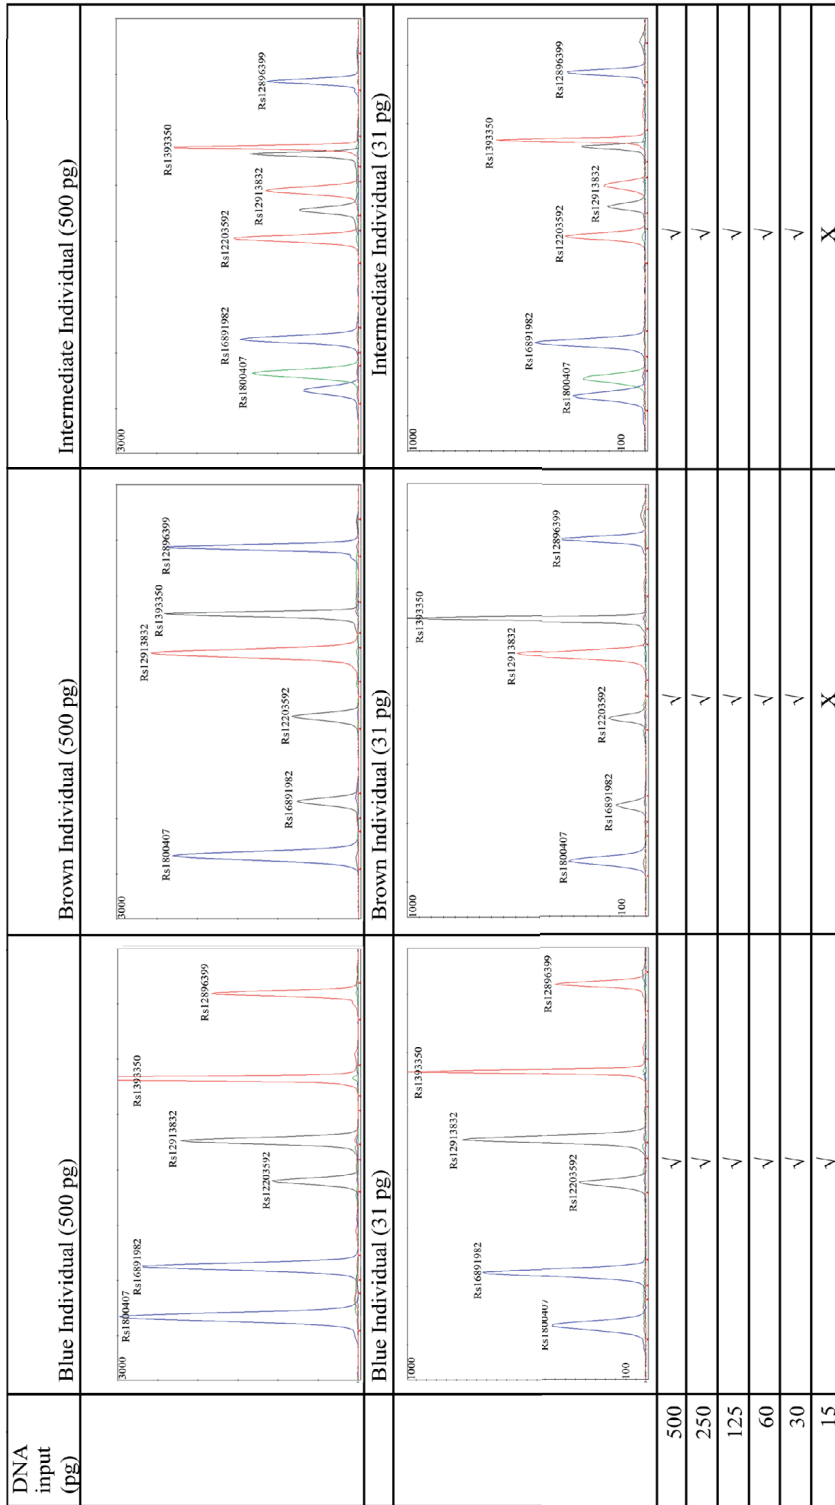 DNA input (pg)
Blue Individual (500 pg)
Brown Individual (500 pg)
Intermediate Individual (500 pg)
3000
Rs1800407
Rs16891982
Rs12203592
Rs12913832
Rs1393350
Rs12896399
3000
Rs1800407
Rs16891982
Rs12203592
Rs12913832
Rs1393350
Rs12896399
3000
Rs1800407
Rs16891982
Rs12203592
Rs12913832
Rs1393350
Rs12896399
Blue Individual (31 pg)
Brown Individual (31 pg)
Intermediate Individual (31 pg)
1000
100
Rs1800407
Rs16891982
Rs12203592
Rs12913832
Rs1393350
Rs12896399
1000
100
Rs1800407
Rs16891982
Rs12203592
Rs12913832
Rs1393350
Rs12896399
1000
100
Rs1800407
Rs16891982
Rs12203592
Rs12913832
Rs1393350
Rs12896399
500 √ √ √
250 √ √ √
125 √ √ √
60 √ √ √
30 √ √ √
15 √ X X